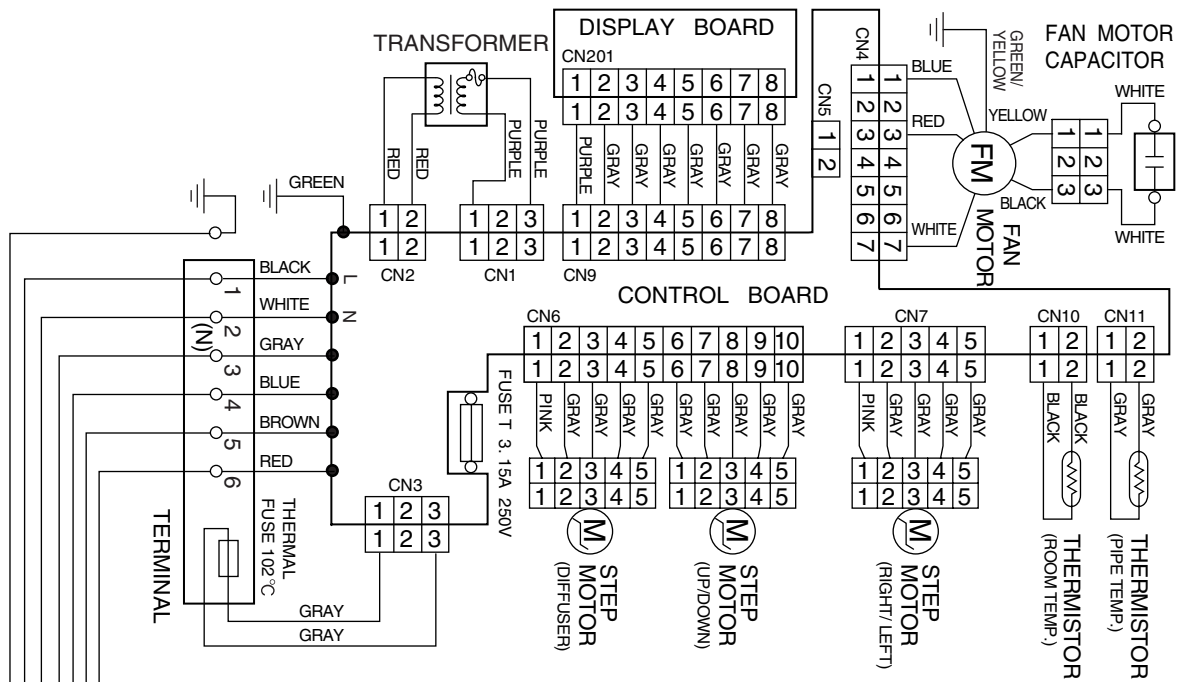 DISPLAY BOARD
CN201
1 2 3 4 5 6 7 8
1 2 3 4 5 6 7 8
PURPLE
GRAY
GRAY
GRAY
GRAY
GRAY
GRAY
GRAY
1 2 3 4 5 6 7 8
1 2 3 4 5 6 7 8
CN9
TRANSFORMER
RED
RED
PURPLE
PURPLE
1 2
1 2
CN2
1 2 3
1 2 3
CN1
GREEN
CN5
1
2
CN4
1 1
2 2
3 3
4 4
5 5
6 6
7 7
BLUE
RED
WHITE
GREEN/
YELLOW
FM
FAN
MOTOR
YELLOW
BLACK
FAN MOTOR
CAPACITOR
1 1
2 2
3 3
WHITE
WHITE
BLACK
L
WHITE
N
GRAY
BLUE
BROWN
RED
1
2
(N)
3
4
5
6
TERMINAL
THERMAL
FUSE 102°C
GRAY
GRAY
CN3
1 2 3
1 2 3
FUSE T 3. 15A 250V
CONTROL BOARD
CN6
1 2 3 4 5 6 7 8 9 10
1 2 3 4 5 6 7 8 9 10
PINK
GRAY
GRAY
GRAY
GRAY
GRAY
GRAY
GRAY
GRAY
GRAY
1 2 3 4 5
1 2 3 4 5
M
STEP
MOTOR
(DIFFUSER)
1 2 3 4 5
1 2 3 4 5
M
STEP
MOTOR
(UP/DOWN)
CN7
1 2 3 4 5
1 2 3 4 5
PINK
GRAY
GRAY
GRAY
GRAY
1 2 3 4 5
1 2 3 4 5
M
STEP
MOTOR
(RIGHT/ LEFT)
CN10
1 2
1 2
BLACK
BLACK
THERMISTOR
(ROOM TEMP.)
CN11
1 2
1 2
GRAY
GRAY
THERMISTOR
(PIPE TEMP.)